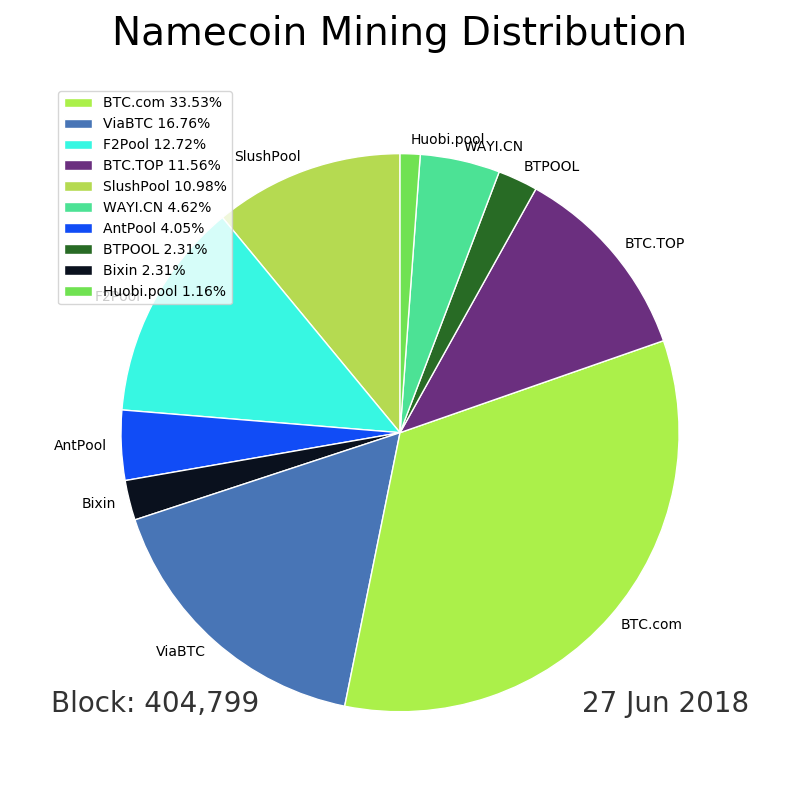 Namecoin Mining Distribution
BTC.com 33.53%
ViaBTC 16.76%
F2Pool 12.72%
BTC.TOP 11.56%
SlushPool 10.98%
WAYI.CN 4.62%
AntPool 4.05%
BTPOOL 2.31%
Bixin 2.31%
Huobi.pool 1.16%
Huobi.pool
WAYI.CN
SlushPool
BTPOOL
BTC.TOP
F2Pool
AntPool
Bixin
BTC.com
ViaBTC
Block: 404,799
27 Jun 2018